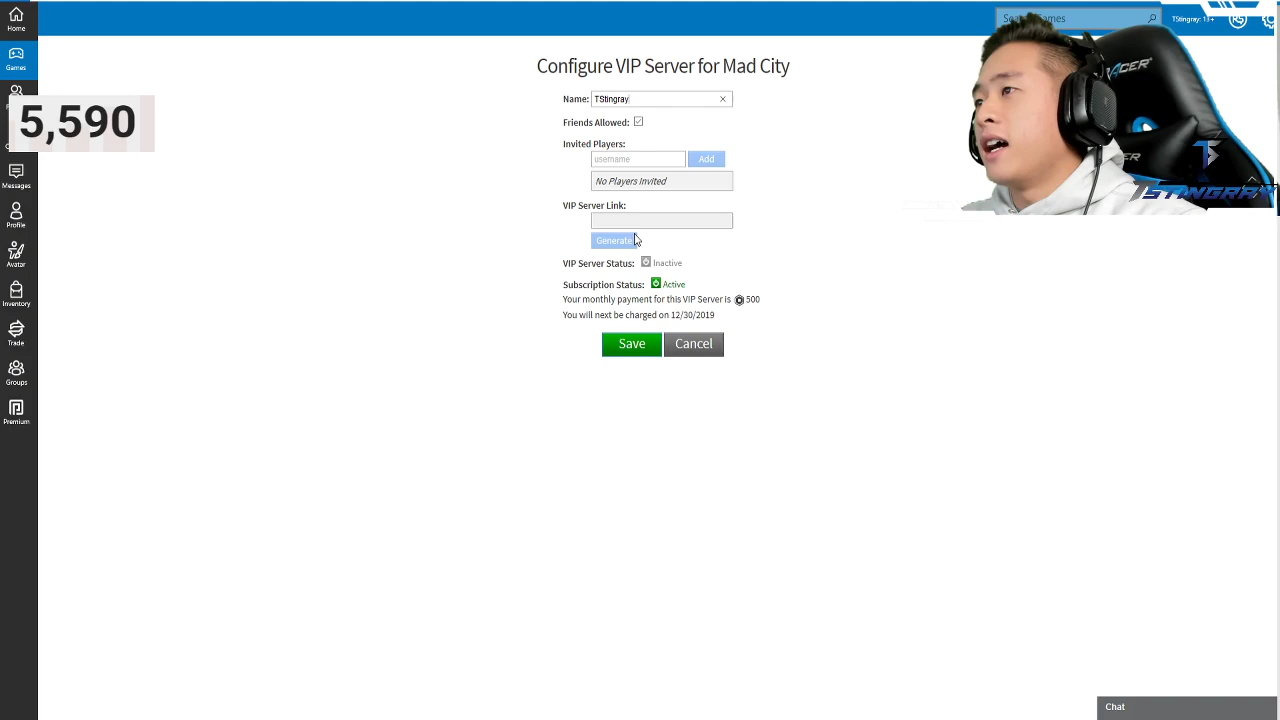 Home
Search Games
TStingray: 13+
Games
5,590
Configure VIP Server for Mad City
Name: TStingray
Friends Allowed:
Invited Players:
username
Add
No Players Invited
VIP Server Link:
Generate
VIP Server Status: Inactive
Subscription Status: Active
Your monthly payment for this VIP Server is 500
You will next be charged on 12/30/2019
Save
Cancel
Messages
Profile
Avatar
Inventory
Trade
Groups
Premium
TSTINGRAY
Chat